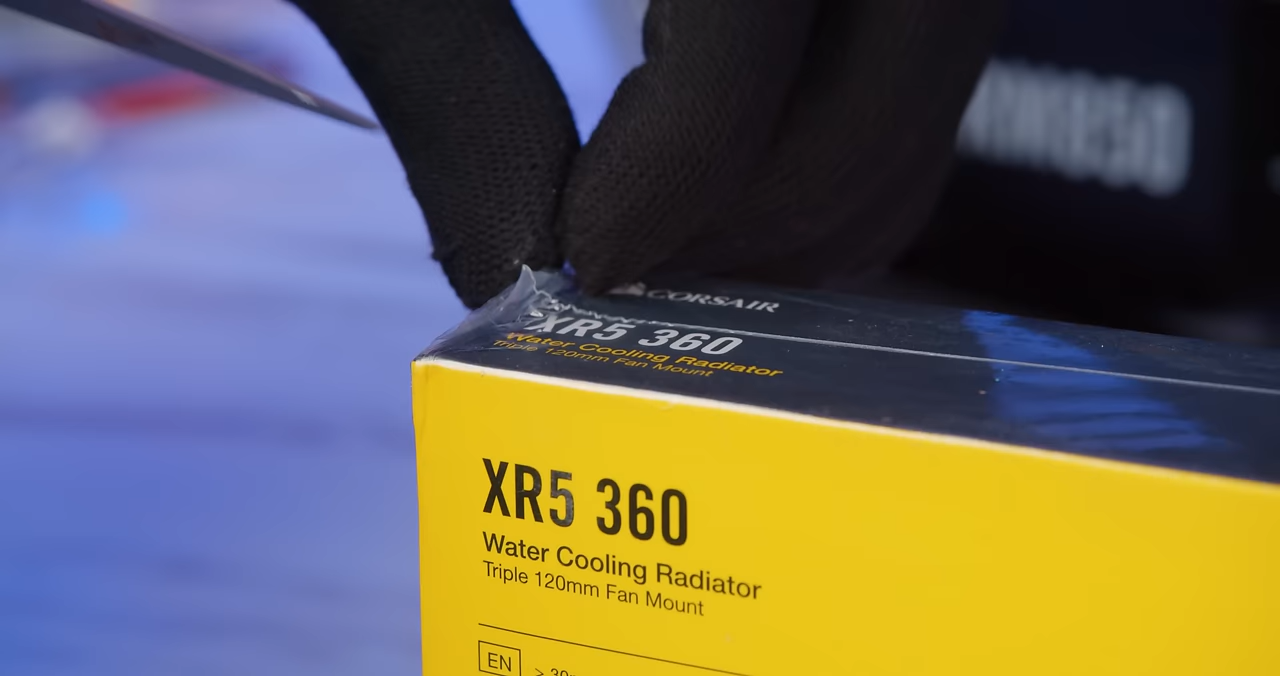 CORSAIR
XR5 360
Water Cooling Radiator
Triple 120mm Fan Mount
XR5 360
Water Cooling Radiator
Triple 120mm Fan Mount
EN